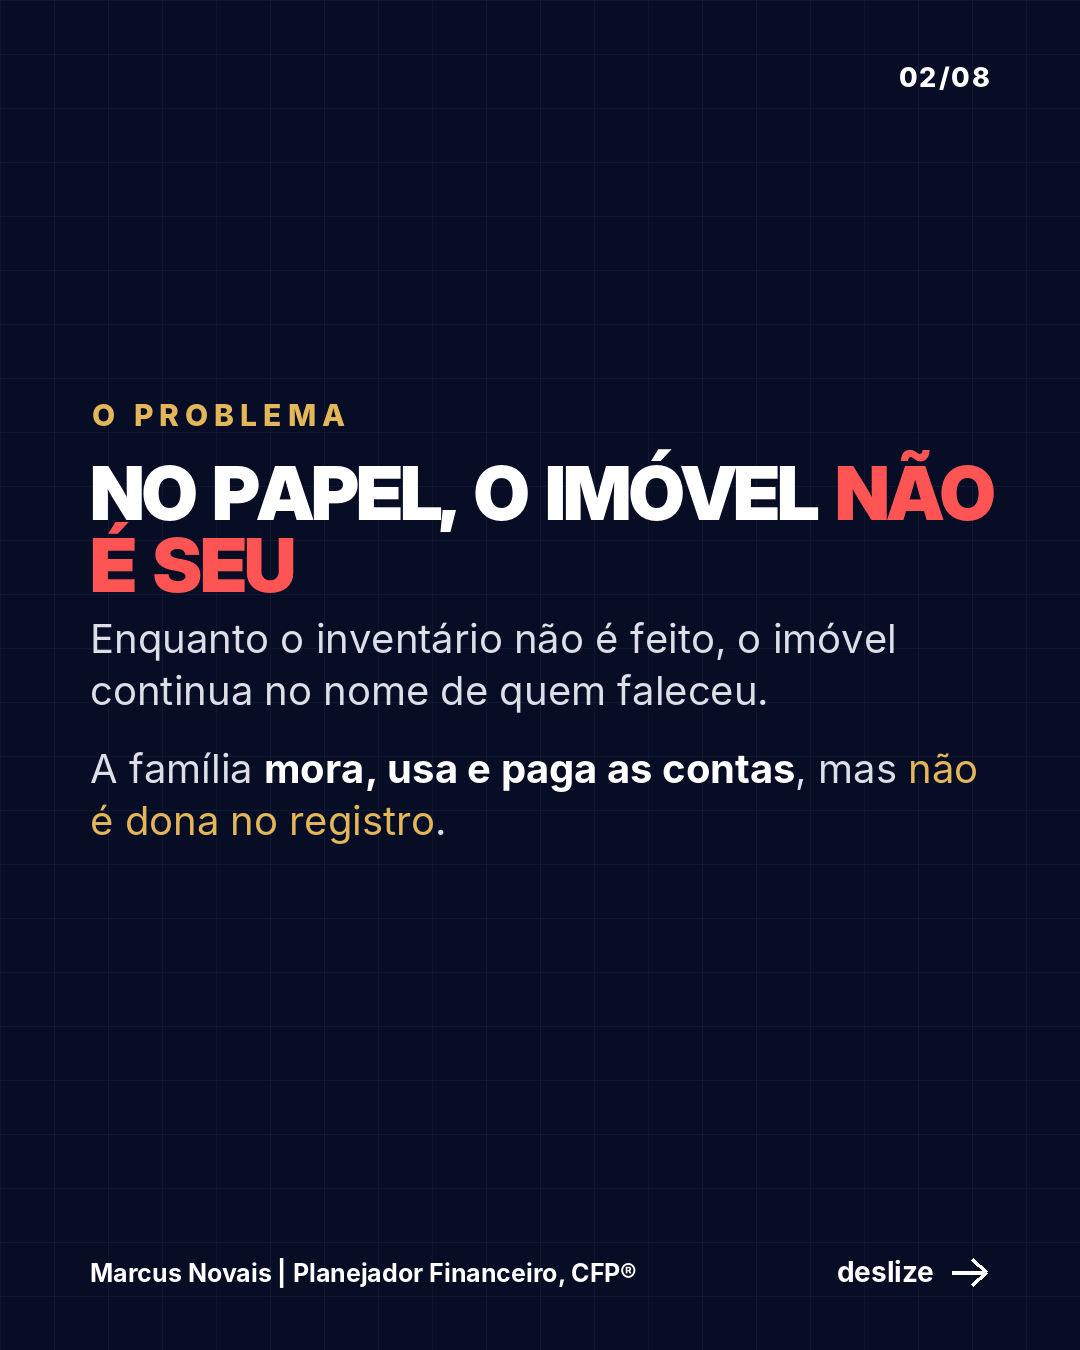 02/08
O PROBLEMA
NO PAPEL, O IMÓVEL NÃO
É SEU
Enquanto o inventário não é feito, o imóvel
continua no nome de quem faleceu.
A família mora, usa e paga as contas, mas não
é dona no registro.
Marcus Novais | Planejador Financeiro, CFP®
deslize →